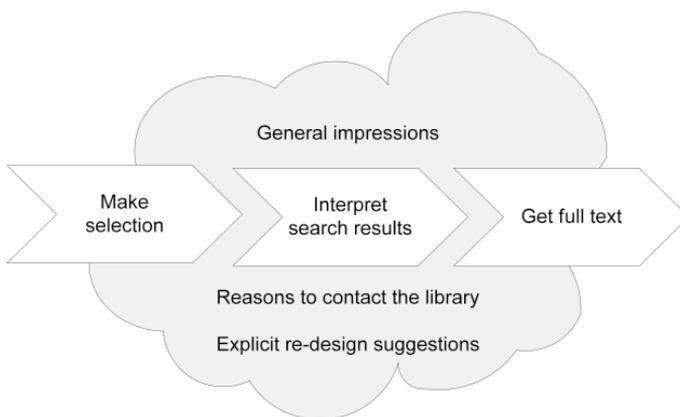 General impressions
Make
selection
Interpret
search results
Get full text
Reasons to contact the library
Explicit re-design suggestions